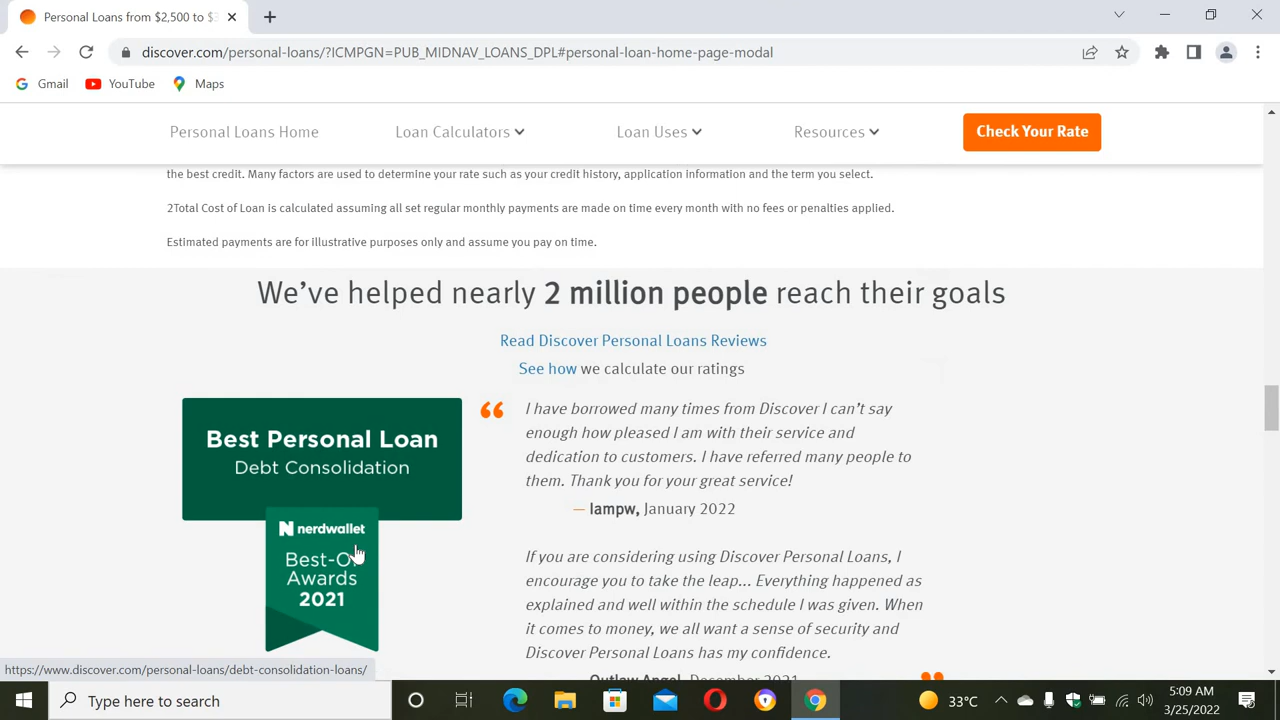 Personal Loans from $2,500 to $3
discover.com/personal-loans/?ICMPGN=PUB_MIDNAV_LOANS_DPL#personal-loan-home-page-modal
Gmail YouTube Maps
Personal Loans Home Loan Calculators Loan Uses Resources Check Your Rate
the best credit. Many factors are used to determine your rate such as your credit history, application information and the term you select.
2Total Cost of Loan is calculated assuming all set regular monthly payments are made on time every month with no fees or penalties applied.
Estimated payments are for illustrative purposes only and assume you pay on time.
We've helped nearly 2 million people reach their goals
Read Discover Personal Loans Reviews
See how we calculate our ratings
Best Personal Loan
Debt Consolidation
nerdwallet
Best-O
Awards
2021
“
I have borrowed many times from Discover I can't say
enough how pleased I am with their service and
dedication to customers. I have referred many people to
them. Thank you for your great service!
— Iampw, January 2022
If you are considering using Discover Personal Loans, I
encourage you to take the leap... Everything happened as
explained and well within the schedule I was given. When
it comes to money, we all want a sense of security and
Discover Personal Loans has my confidence.
Outlaw Angel, December 2021
https://www.discover.com/personal-loans/debt-consolidation-loans/
Type here to search
33°C
5:09 AM
3/25/2022